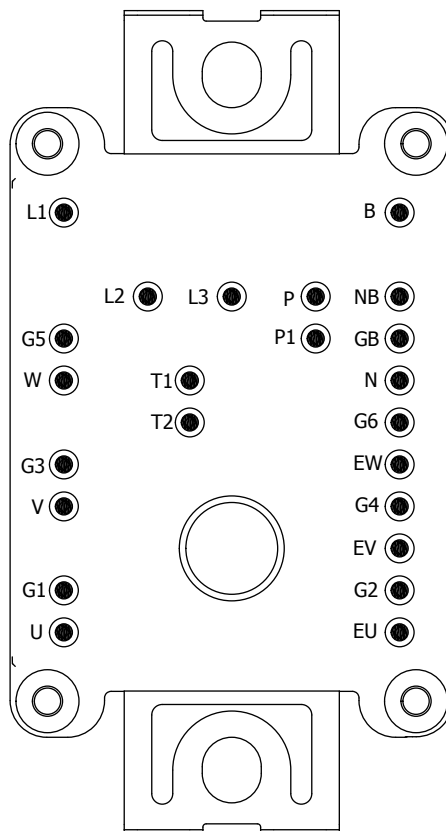 L1 B
L2 L3 P NB
G5 P1 GB
W T1 N
T2 G6
G3 EW
V G4
EV
G1 G2
U EU